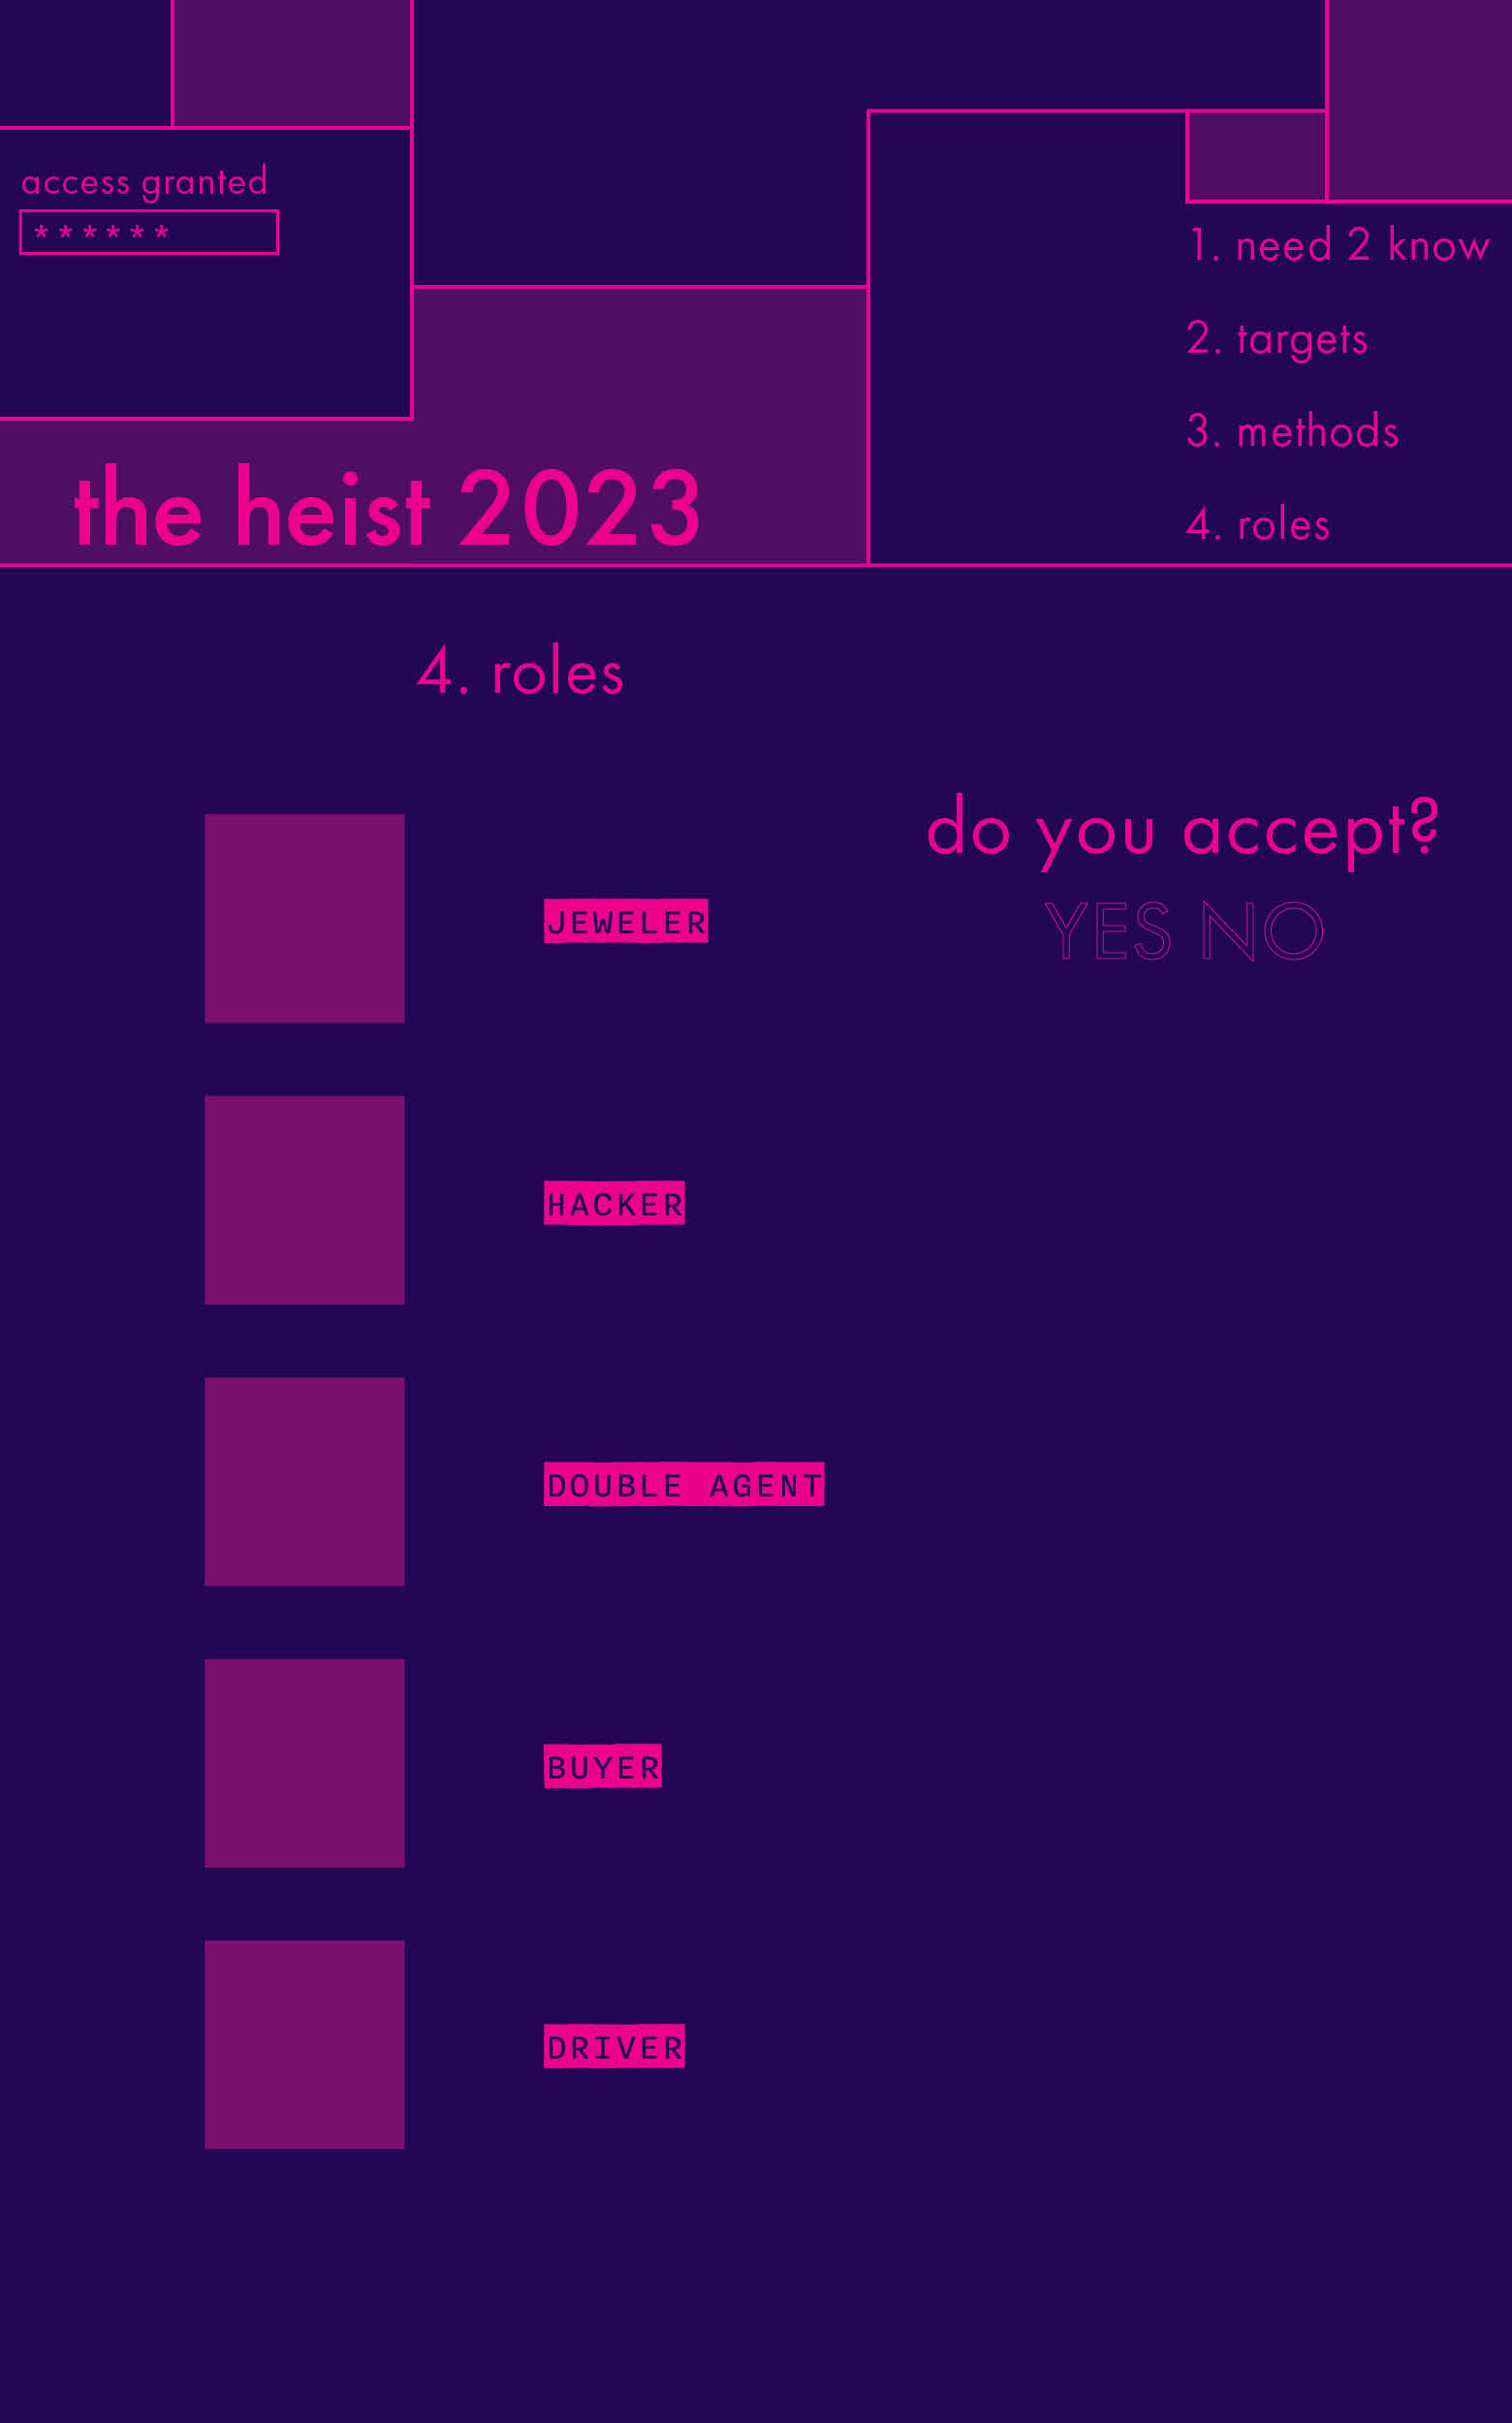 access granted
******
1. need 2 know
2. targets
3. methods
4. roles
the heist 2023
4. roles
do you accept?
YES NO
JEWELER
HACKER
DOUBLE AGENT
BUYER
DRIVER